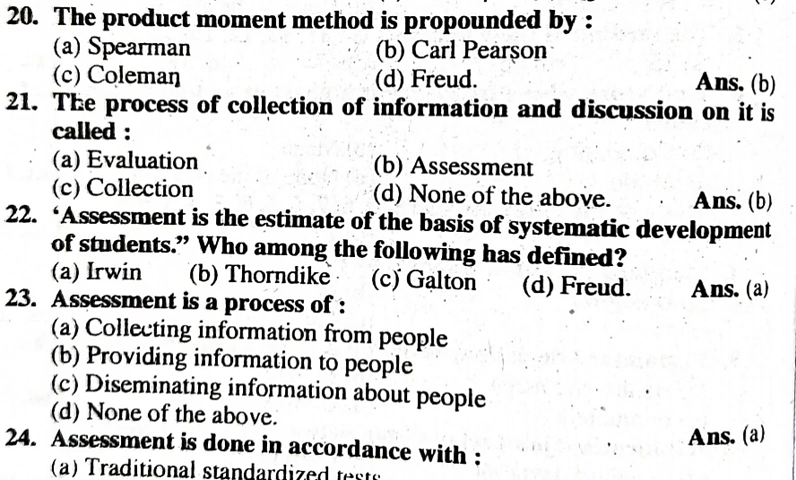 20. The product moment method is propounded by :
(a) Spearman (b) Carl Pearson
(c) Coleman (d) Freud. Ans. (b)
21. The process of collection of information and discussion on it is
called :
(a) Evaluation (b) Assessment
(c) Collection (d) None of the above. Ans. (b)
22. ‘Assessment is the estimate of the basis of systematic development
of students.” Who among the following has defined?
(a) Irwin (b) Thorndike (c) Galton (d) Freud. Ans. (a)
23. Assessment is a process of :
(a) Collecting information from people
(b) Providing information to people
(c) Diseminating information about people
(d) None of the above. Ans. (a)
24. Assessment is done in accordance with :
(a) Traditional standardized tests